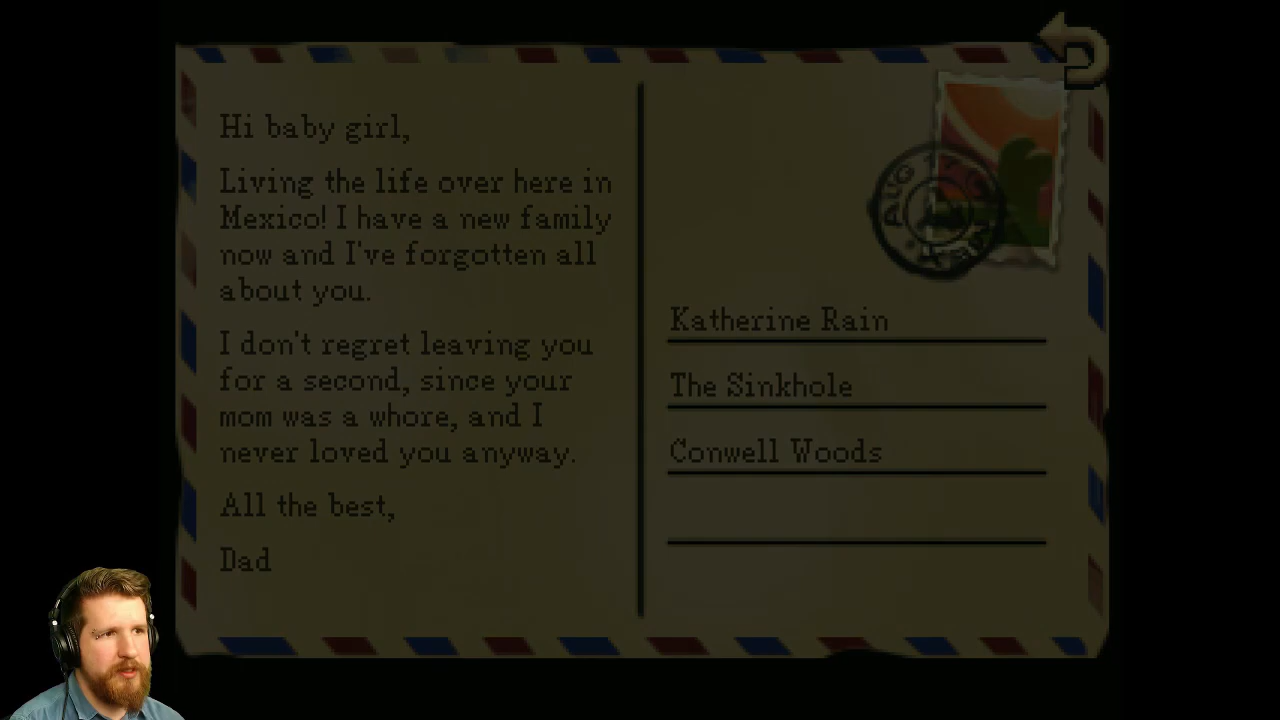 Hi baby girl,
Living the life over here in
Mexico! I have a new family
now and I've forgotten all
about you.
I don't regret leaving you
for a second, since your
mom was a whore, and I
never loved you anyway.
All the best,
Dad
AUG
Katherine Rain
The Sinkhole
Conwell Woods